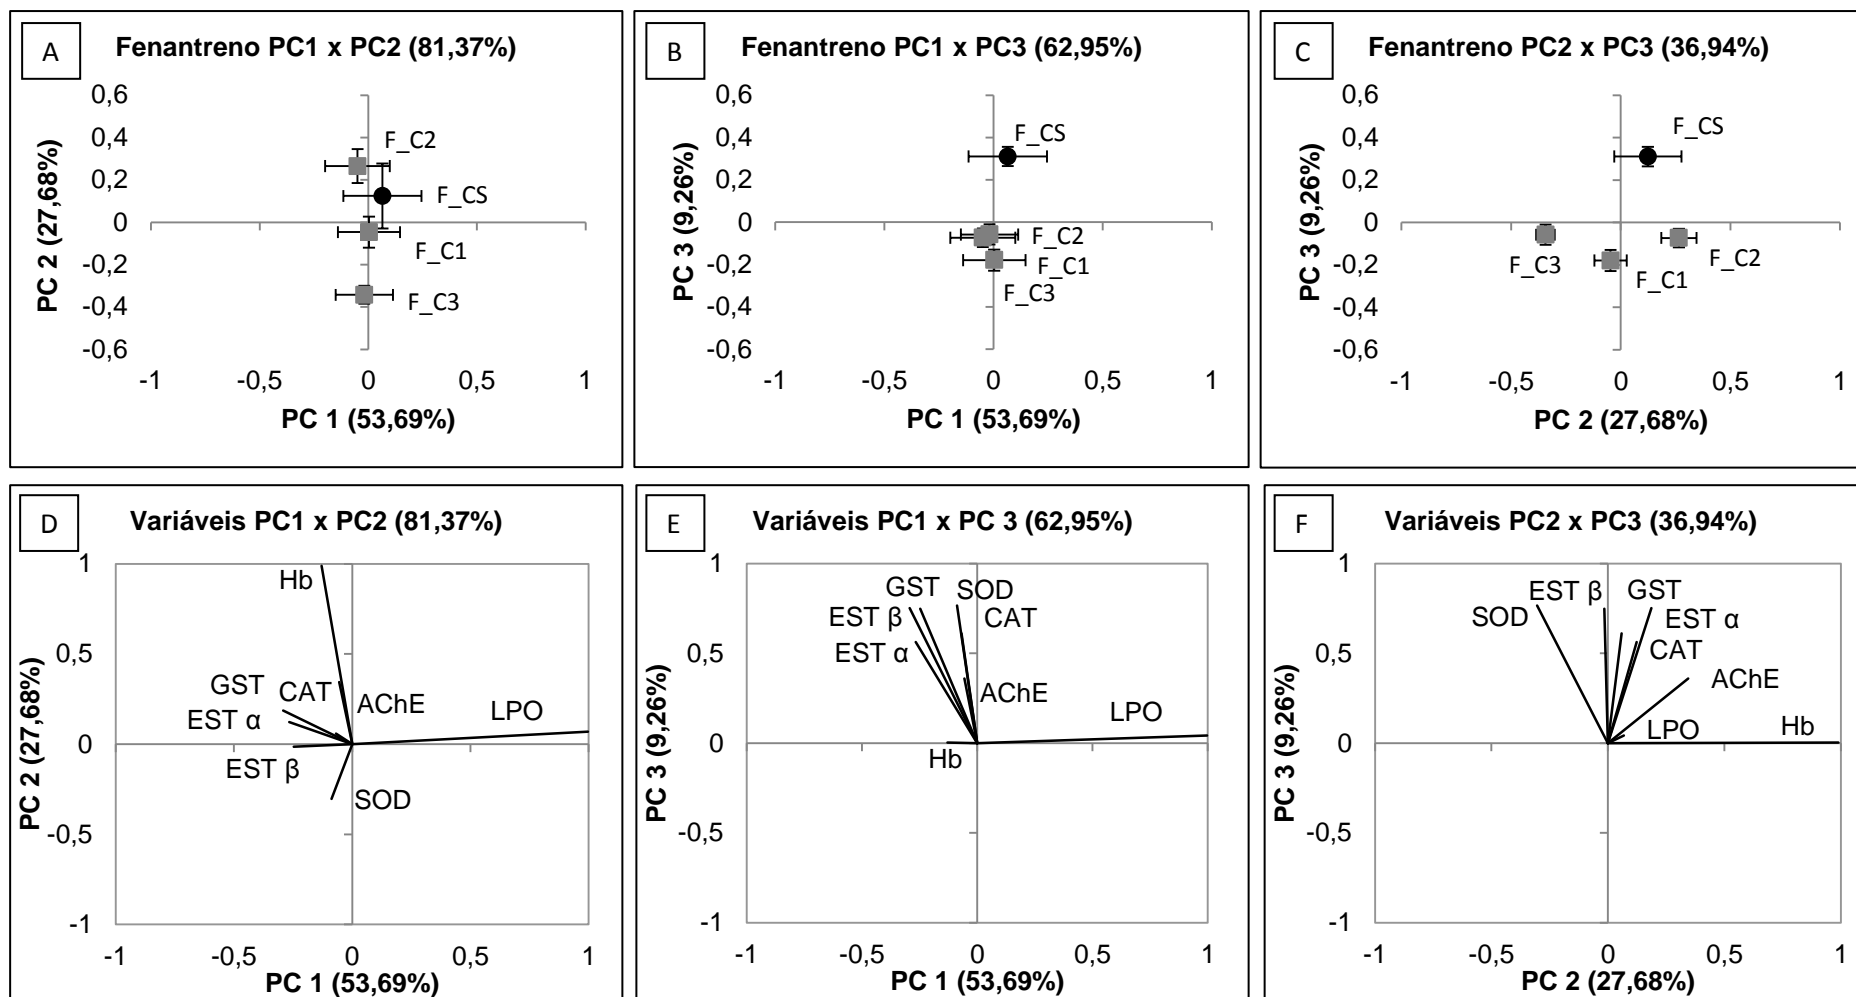 A
Fenantreno PC1 x PC2 (81,37%)
0,6
0,4
0,2
0
-0,2
-0,4
-0,6
PC 2 (27,68%)
F_C2
F_CS
F_C1
F_C3
-1
-0,5
0
0,5
1
PC 1 (53,69%)
B
Fenantreno PC1 x PC3 (62,95%)
0,6
0,4
0,2
0
-0,2
-0,4
-0,6
PC 3 (9,26%)
F_CS
F_C2
F_C1
F_C3
-1
-0,5
0
0,5
1
PC 1 (53,69%)
C
Fenantreno PC2 x PC3 (36,94%)
0,6
0,4
0,2
0
-0,2
-0,4
-0,6
PC 3 (9,26%)
F_CS
F_C3
F_C2
F_C1
-1
-0,5
0
0,5
1
PC 2 (27,68%)
D
Variáveis PC1 x PC2 (81,37%)
1
0,5
0
-0,5
-1
PC 2 (27,68%)
Hb
GST
CAT
AChE
LPO
EST α
EST β
SOD
-1
-0,5
0
0,5
1
PC 1 (53,69%)
E
Variáveis PC1 x PC 3 (62,95%)
1
0,5
0
-0,5
-1
PC 3 (9,26%)
GST
SOD
EST β
CAT
EST α
AChE
LPO
Hb
-1
-0,5
0
0,5
1
PC 1 (53,69%)
F
Variáveis PC2 x PC3 (36,94%)
1
0,5
0
-0,5
-1
PC 3 (9,26%)
EST β
GST
SOD
EST α
CAT
AChE
LPO
Hb
-1
-0,5
0
0,5
1
PC 2 (27,68%)